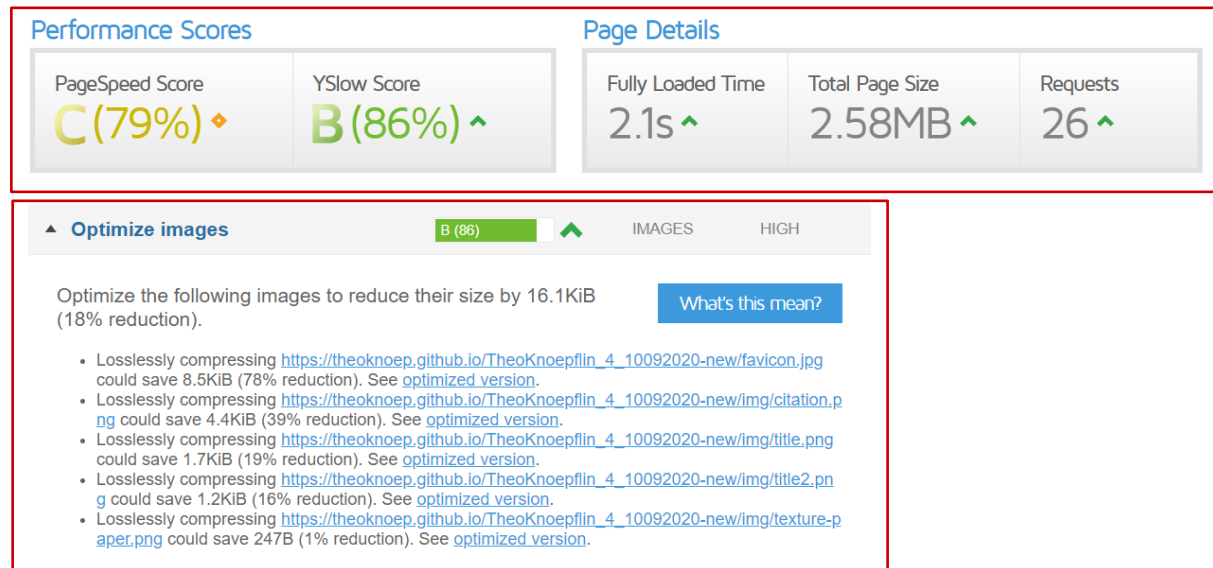 Performance Scores
Page Details
PageSpeed Score
YSlow Score
Fully Loaded Time
Total Page Size
Requests
C (79%)
B (86%)
2.1s
2.58MB
26
Optimize images
B (86)
IMAGES
HIGH
Optimize the following images to reduce their size by 16.1KiB
(18% reduction).
What's this mean?
• Losslessly compressing https://theoknoep.github.io/TheoKnoepflin_4_10092020-new/favicon.jpg
could save 8.5KiB (78% reduction). See optimized version.
• Losslessly compressing https://theoknoep.github.io/TheoKnoepflin_4_10092020-new/img/citation.p
ng could save 4.4KiB (39% reduction). See optimized version.
• Losslessly compressing https://theoknoep.github.io/TheoKnoepflin_4_10092020-new/img/title.png
could save 1.7KiB (19% reduction). See optimized version.
• Losslessly compressing https://theoknoep.github.io/TheoKnoepflin_4_10092020-new/img/title2.pn
g could save 1.2KiB (16% reduction). See optimized version.
• Losslessly compressing https://theoknoep.github.io/TheoKnoepflin_4_10092020-new/img/texture-p
aper.png could save 247B (1% reduction). See optimized version.